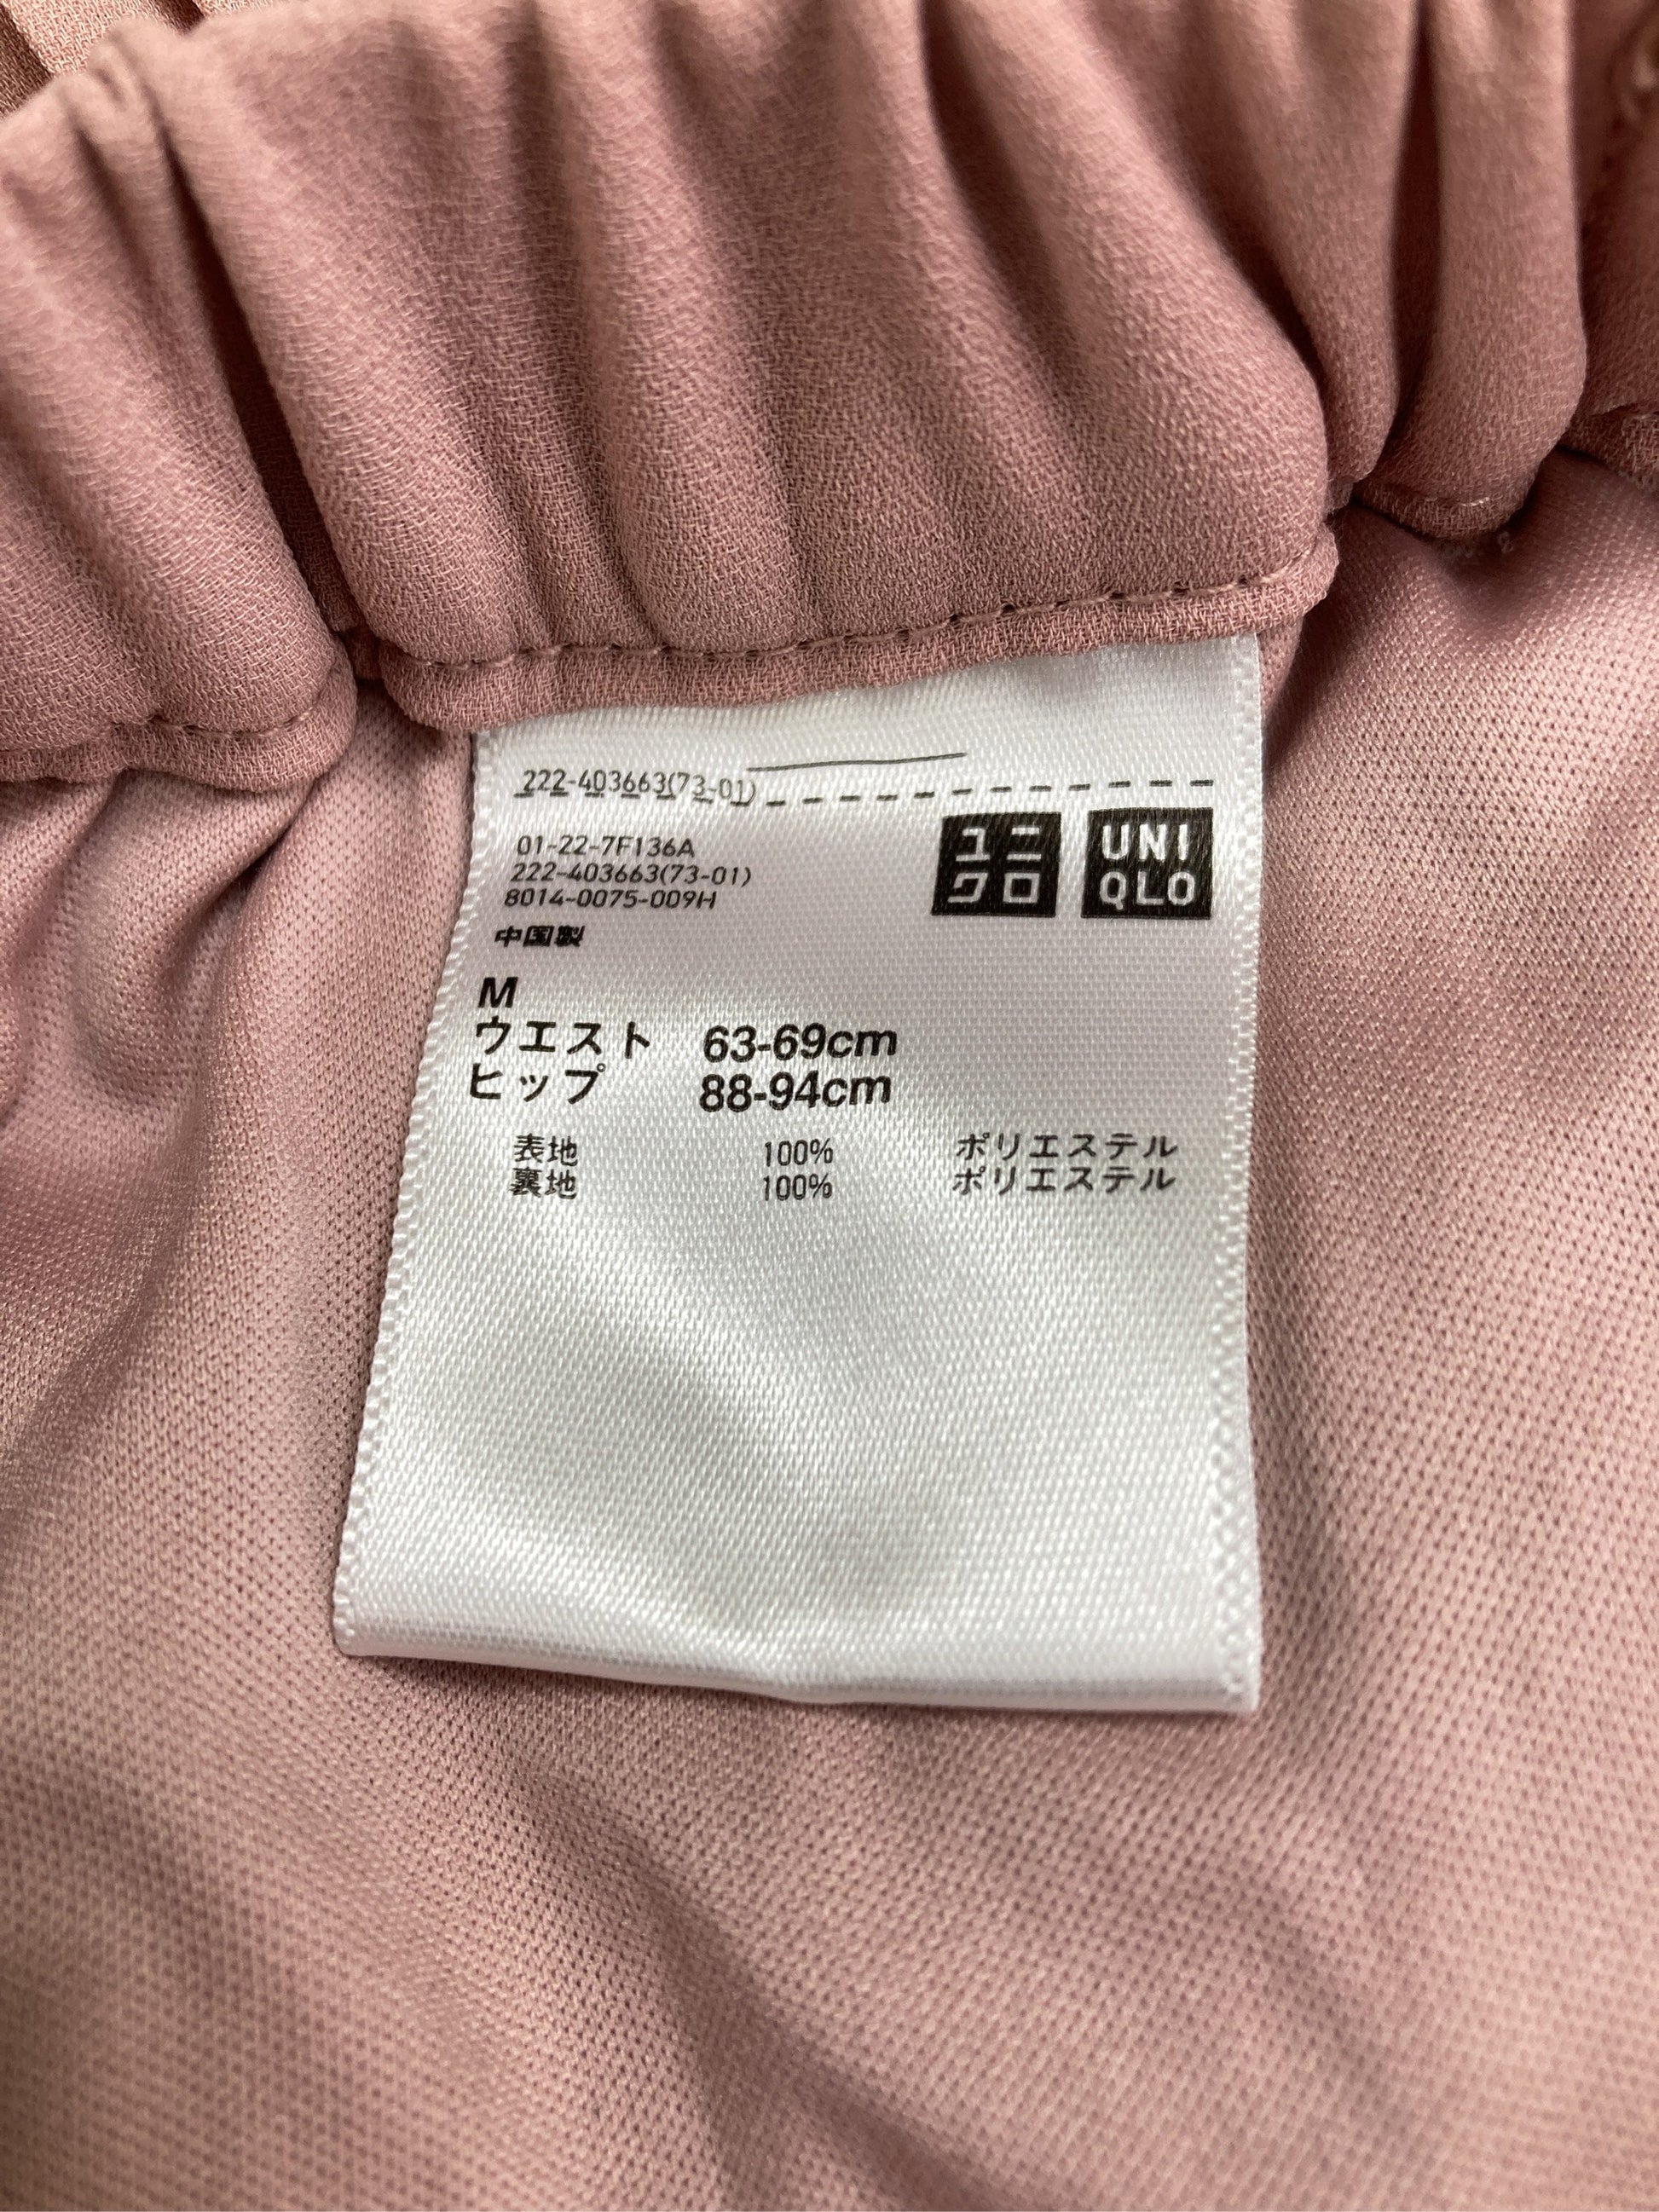 222-403663(73-01)
01-22-7F136A
222-403663(73-01)
8014-0075-009H
中国製
ユニ
クロ
UNI
QLO
M
ウエスト 63-69cm
ヒップ 88-94cm
表地 100% ポリエステル
裏地 100% ポリエステル